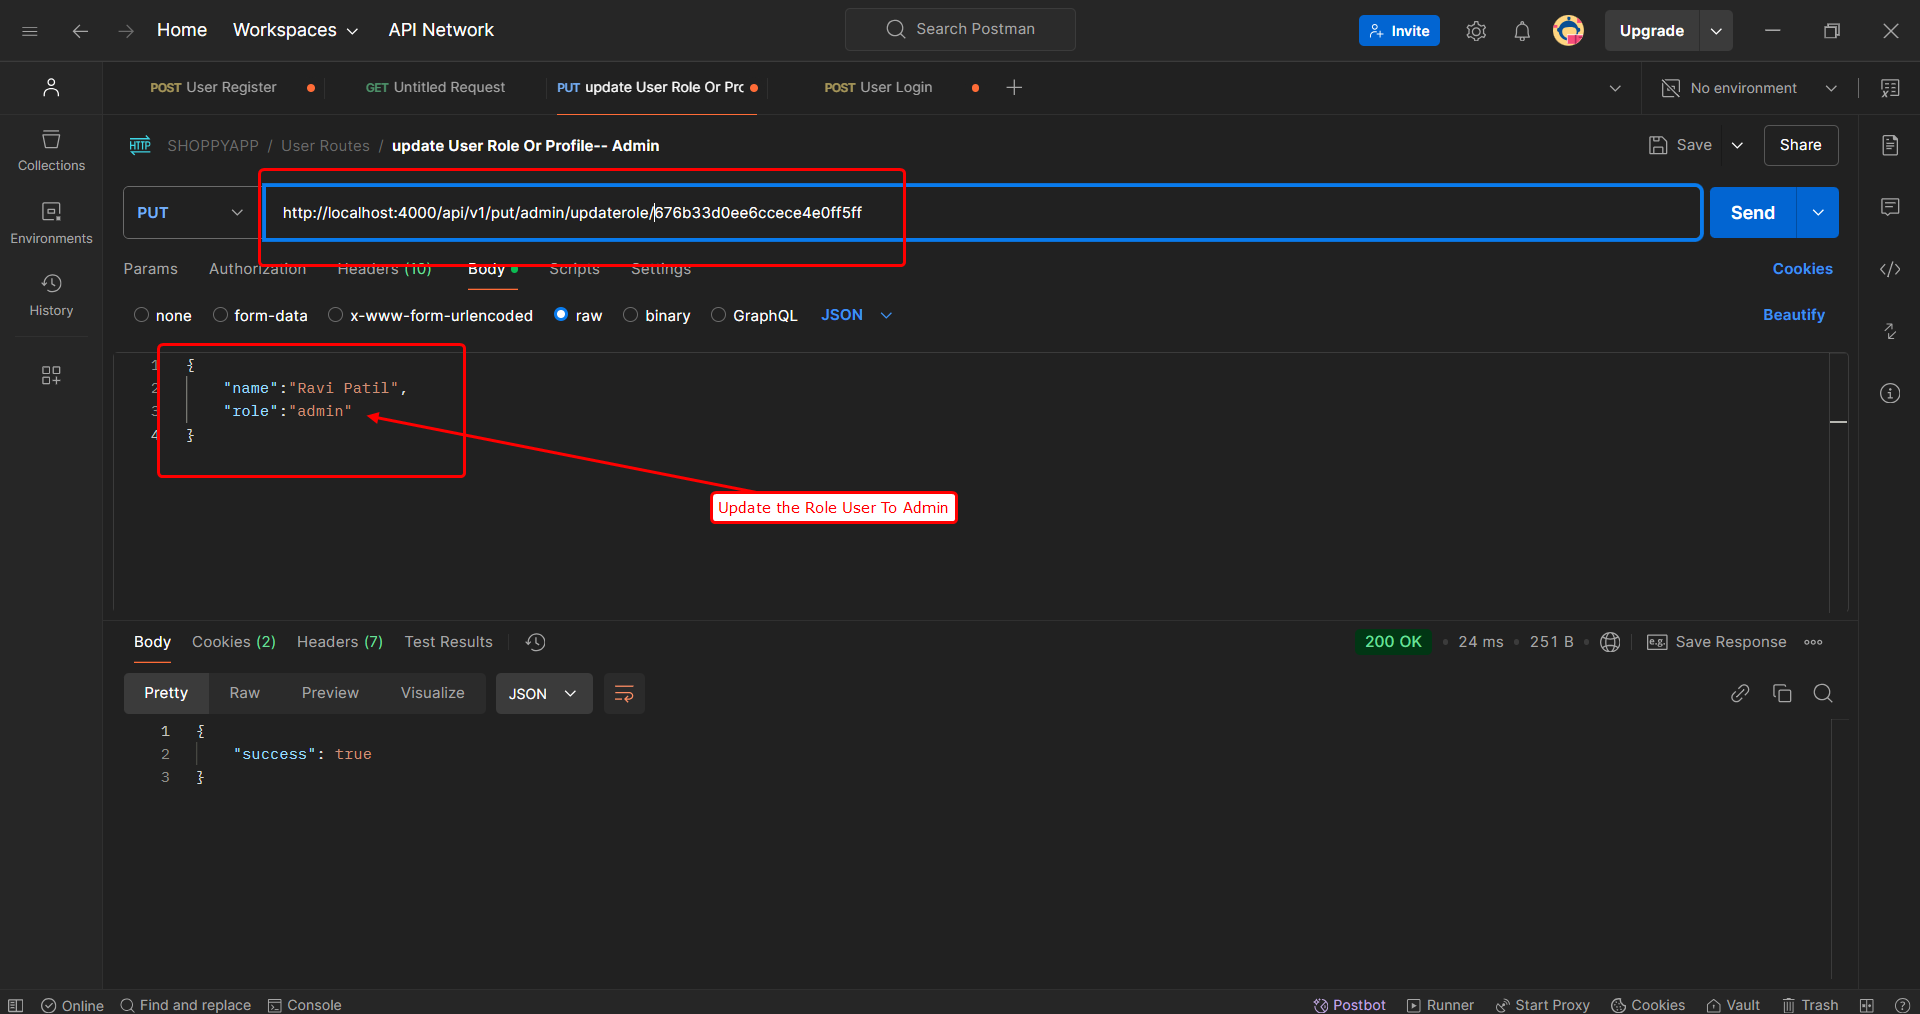 Home Workspaces API Network Search Postman Invite Upgrade
POST User Register GET Untitled Request PUT update User Role Or Pro POST User Login No environment
HTTP SHOPPYAPP / User Routes / update User Role Or Profile-- Admin Save Share
Collections
PUT http://localhost:4000/api/v1/put/admin/updaterole/676b33d0ee6ccece4e0ff5ff Send
Environments
Params Authorization Headers (10) Body Scripts Settings Cookies
History
none form-data x-www-form-urlencoded raw binary GraphQL JSON Beautify
1 {
2 "name":"Ravi Patil",
3 "role":"admin"
4 }
Update the Role User To Admin
Body Cookies (2) Headers (7) Test Results 200 OK 24 ms 251 B e.g. Save Response
Pretty Raw Preview Visualize JSON
1 {
2 "success": true
3 }
Online Find and replace Console Postbot Runner Start Proxy Cookies Vault Trash